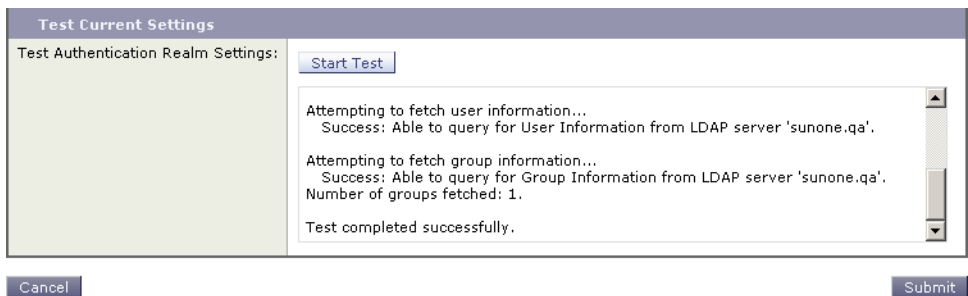 Test Current Settings
Test Authentication Realm Settings:
Start Test
Attempting to fetch user information...
Success: Able to query for User Information from LDAP server 'sunone.qa'.
Attempting to fetch group information...
Success: Able to query for Group Information from LDAP server 'sunone.qa'.
Number of groups fetched: 1.
Test completed successfully.
Cancel
Submit